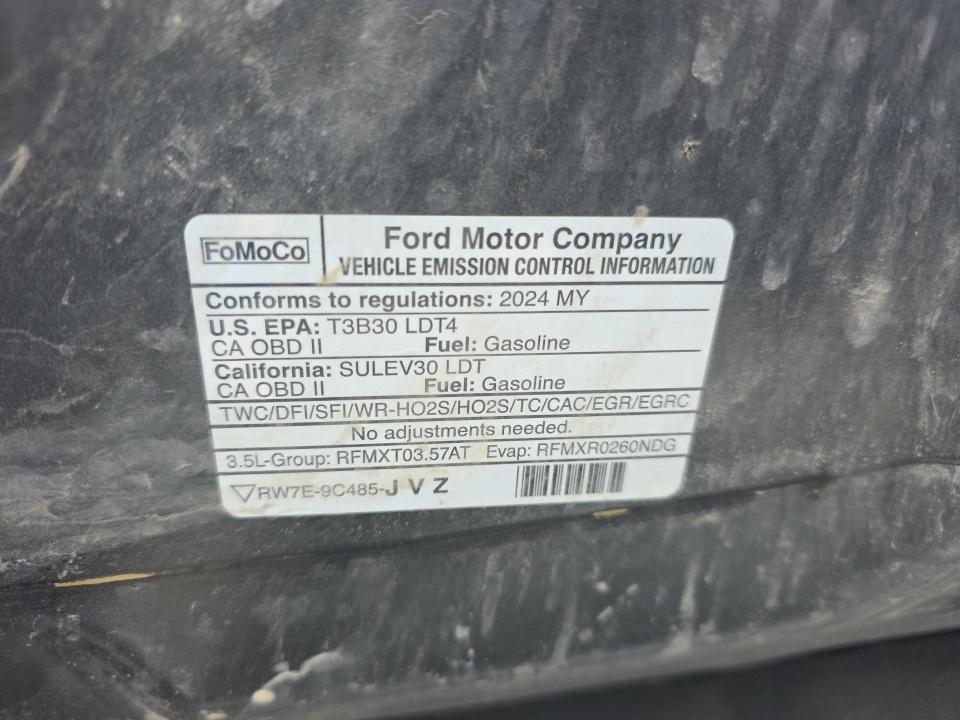 FoMoCo
Ford Motor Company
VEHICLE EMISSION CONTROL INFORMATION
Conforms to regulations: 2024 MY
U.S. EPA: T3B30 LDT4
CA OBD II Fuel: Gasoline
California: SULEV30 LDT
CA OBD II Fuel: Gasoline
TWC/DFI/SFI/WR-HO2S/HO2S/TC/CAC/EGR/EGRC
No adjustments needed.
3.5L-Group: RFMXT03.57AT Evap: RFMXR0260NDG
RW7E-9C485-J V Z